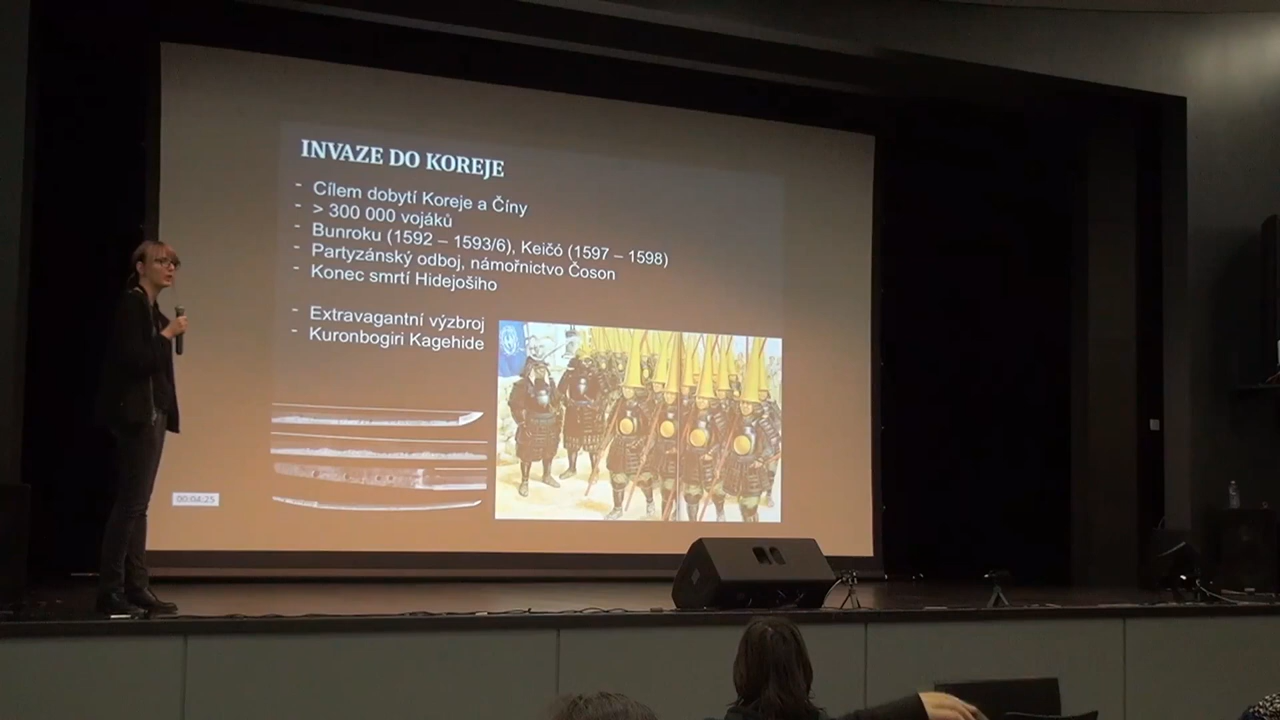 INVAZE DO KOREJE
- Cílem dobytí Koreje a Číny
- > 300 000 vojáků
- Bunroku (1592 – 1593/6), Keičó (1597 – 1598)
- Partyzánský odboj, námořnictvo Čoson
- Konec smrtí Hidejošiho
- Extravagantní výzbroj
- Kuronbogiri Kagehide
00:04:25